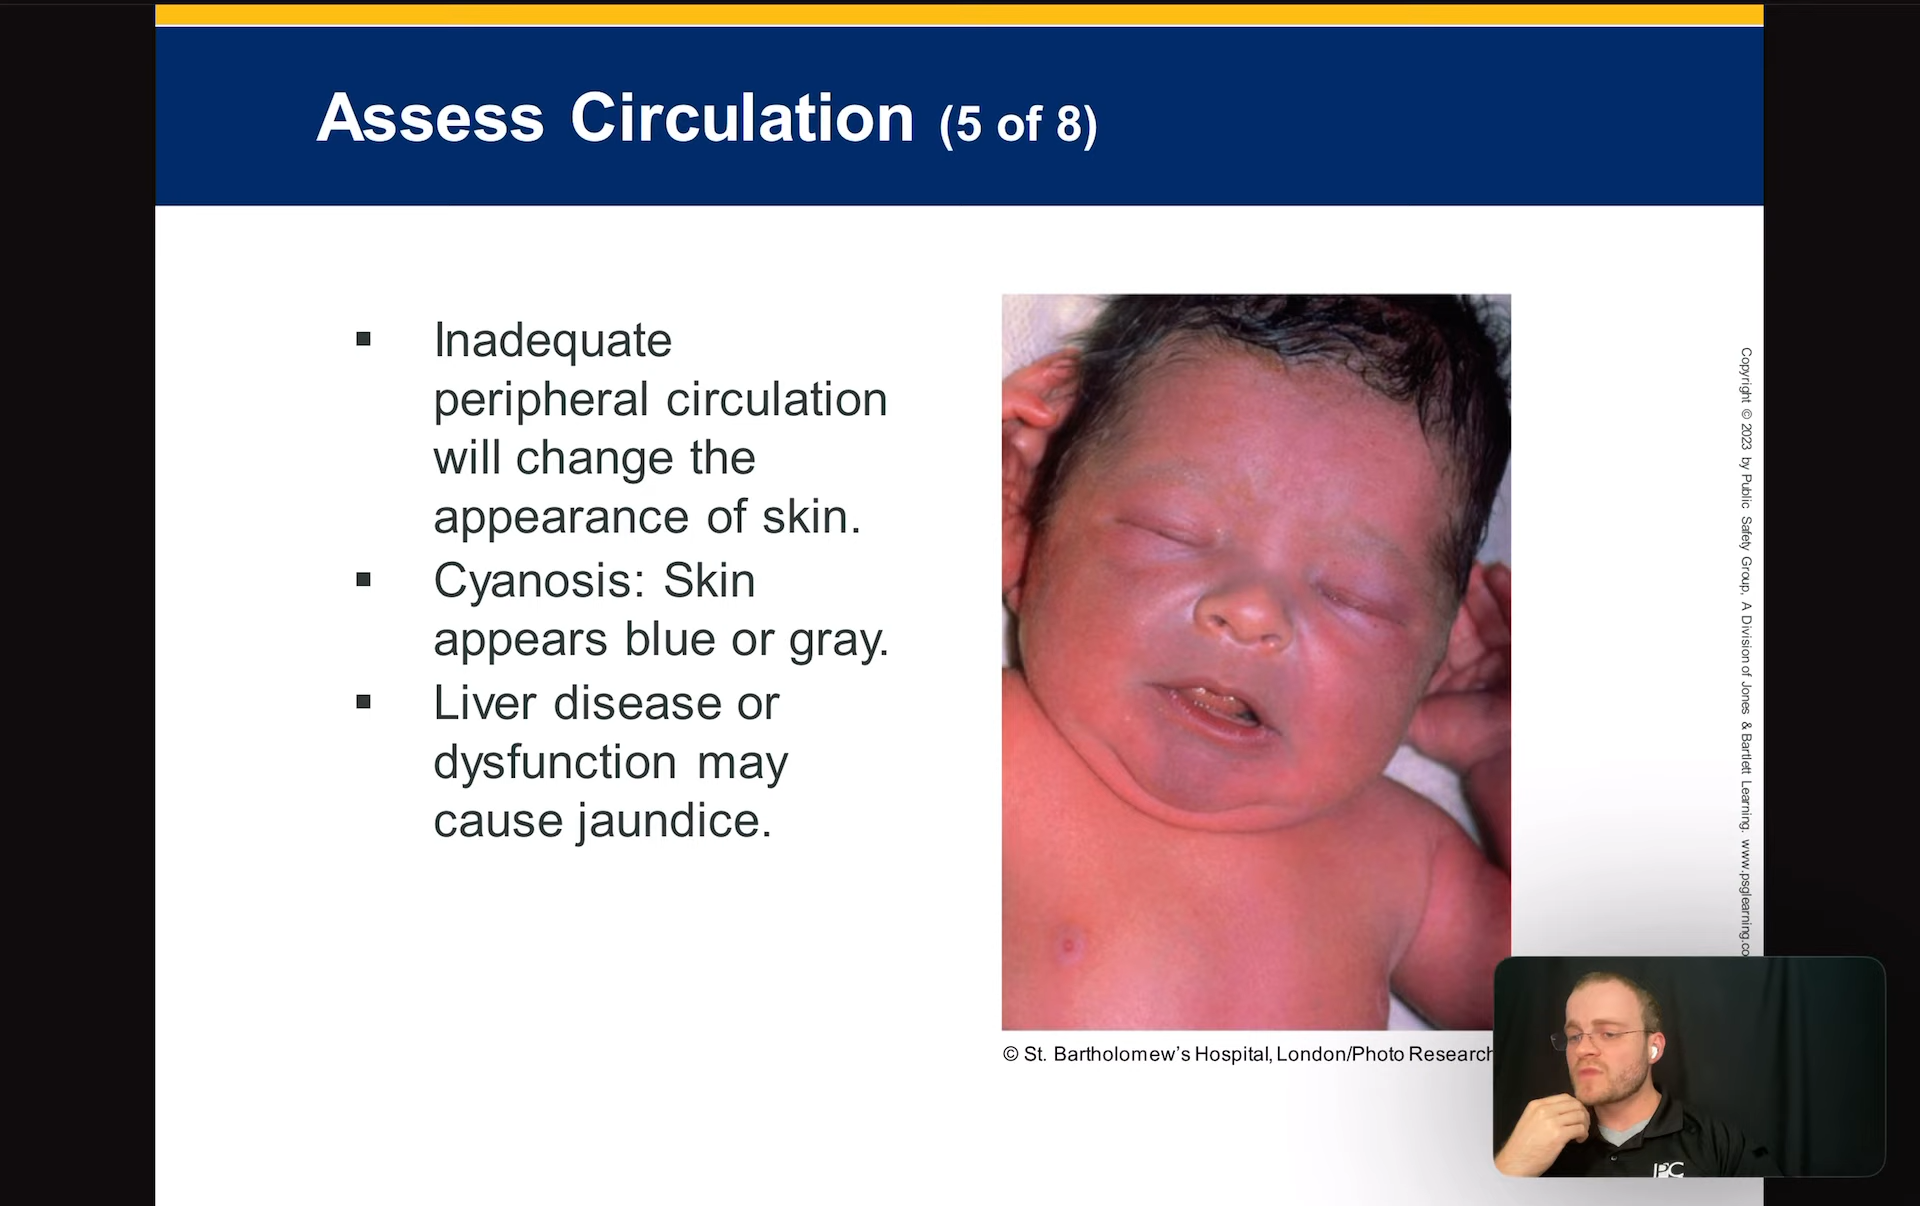 Assess Circulation (5 of 8)
▪ Inadequate
peripheral circulation
will change the
appearance of skin.
▪ Cyanosis: Skin
appears blue or gray.
▪ Liver disease or
dysfunction may
cause jaundice.
© St. Bartholomew’s Hospital, London/Photo Research
Copyright © 2023 by Public Safety Group, A Division of Jones & Bartlett Learning. www.psglearning.co